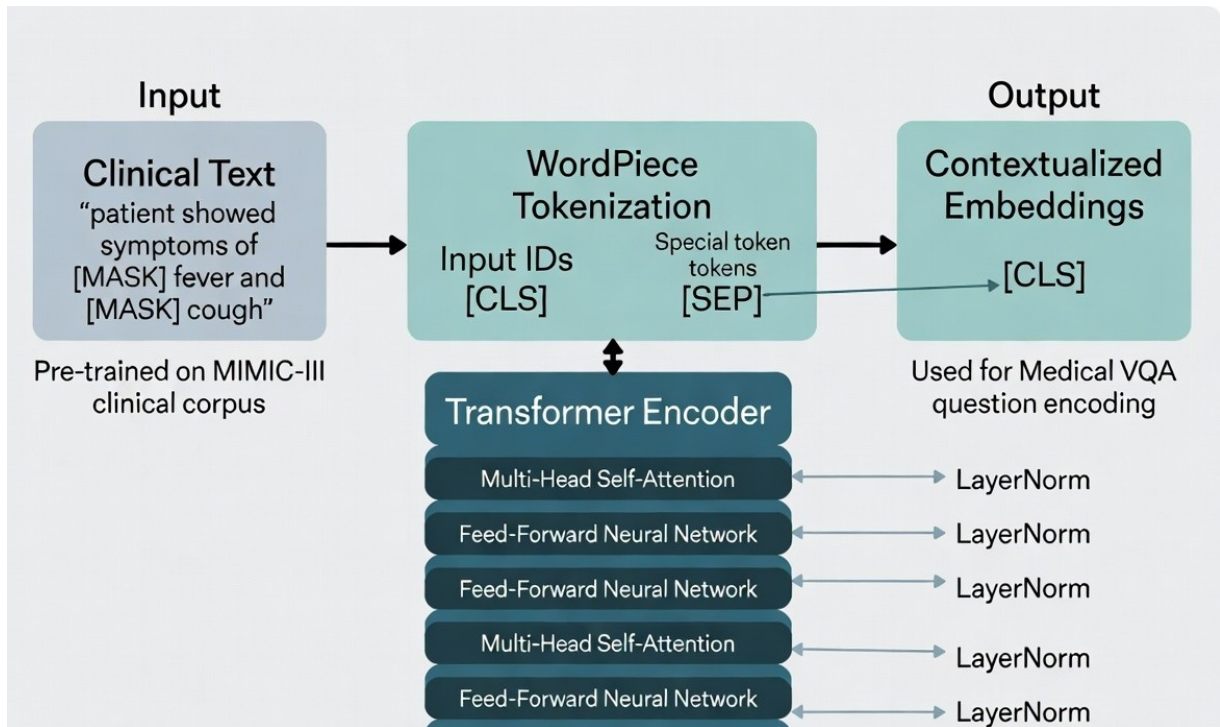 Input
Clinical Text
“patient showed
symptoms of
[MASK] fever and
[MASK] cough”
Pre-trained on MIMIC-III
clinical corpus
WordPiece
Tokenization
Input IDs
[CLS]
Special token
tokens
[SEP]
Output
Contextualized
Embeddings
[CLS]
Used for Medical VQA
question encoding
Transformer Encoder
Multi-Head Self-Attention
LayerNorm
Feed-Forward Neural Network
LayerNorm
Feed-Forward Neural Network
LayerNorm
Multi-Head Self-Attention
LayerNorm
Feed-Forward Neural Network
LayerNorm